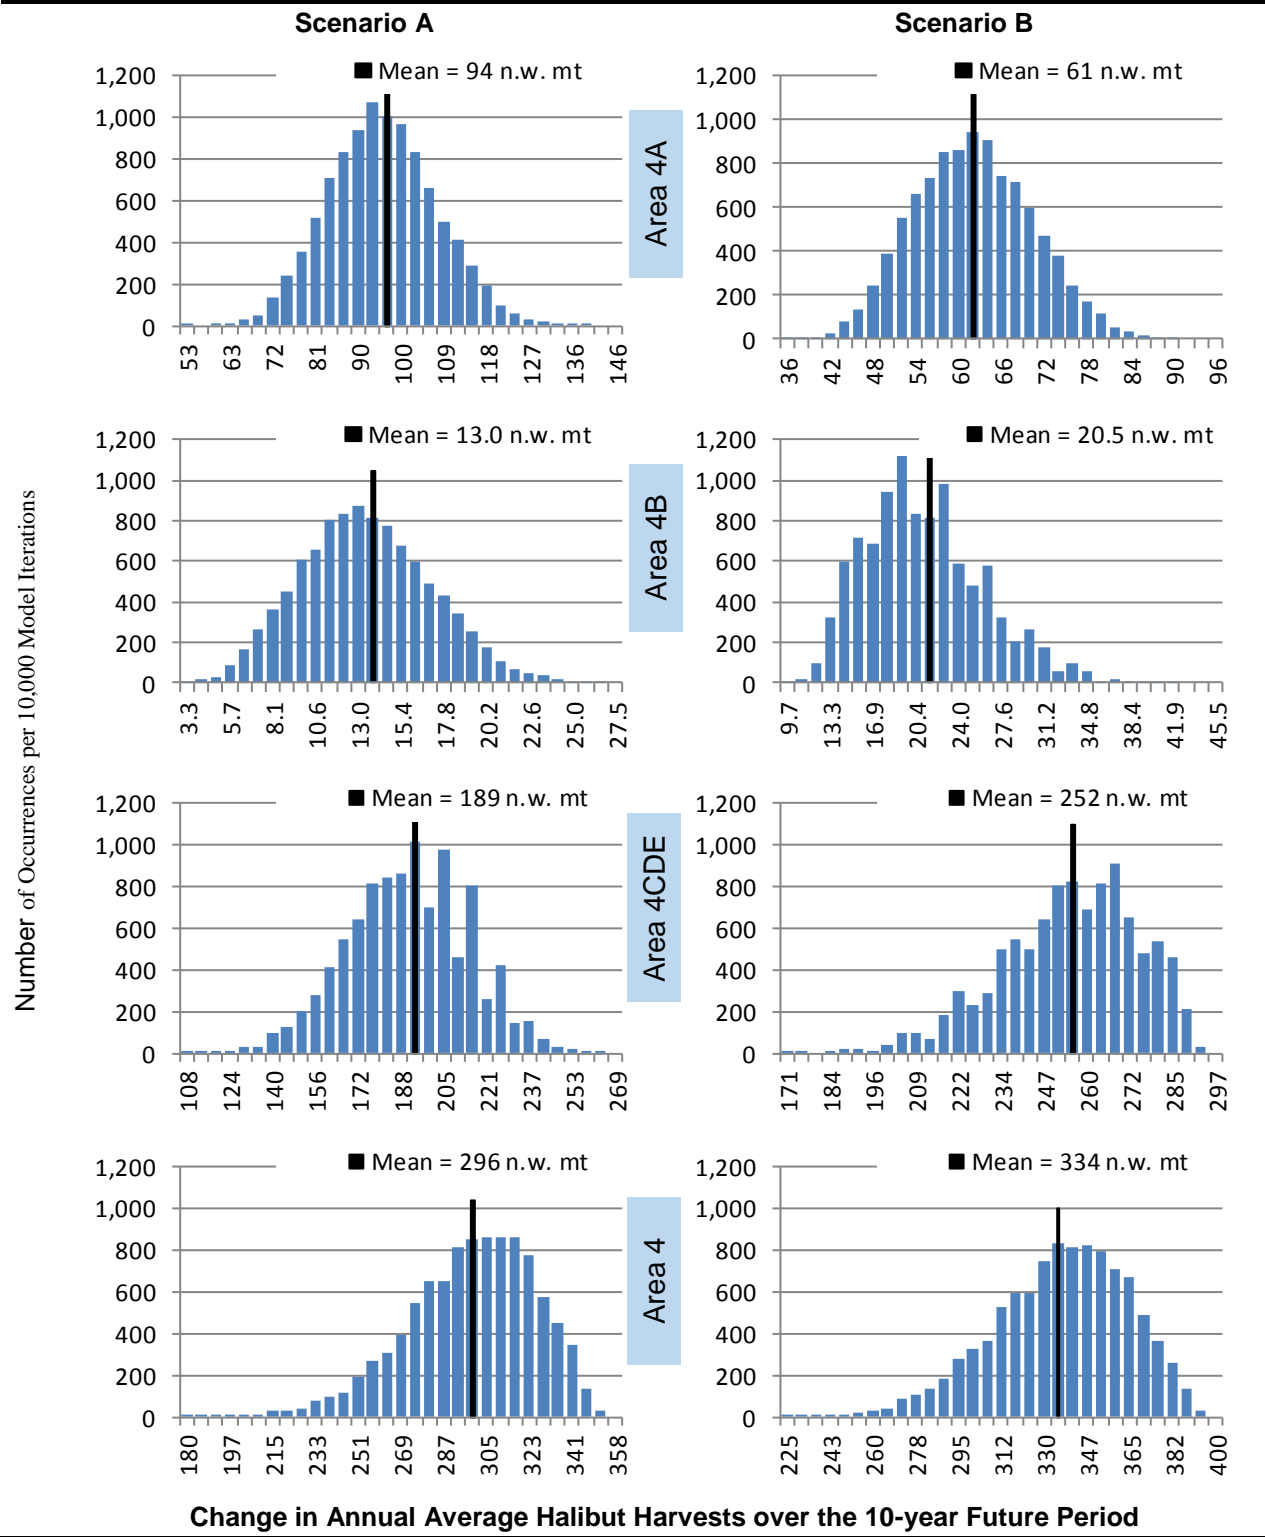 Scenario A Scenario B
Mean = 94 n.w. mt
1,200
1,000
800
600
400
200
0
53 63 72 81 90 100 109 118 127 136 146
Area 4A
Mean = 61 n.w. mt
1,200
1,000
800
600
400
200
0
36 42 48 54 60 66 72 78 84 90 96
Mean = 13.0 n.w. mt
1,200
1,000
800
600
400
200
0
3.3 5.7 8.1 10.6 13.0 15.4 17.8 20.2 22.6 25.0 27.5
Area 4B
Mean = 20.5 n.w. mt
1,200
1,000
800
600
400
200
0
9.7 13.3 16.9 20.4 24.0 27.6 31.2 34.8 38.4 41.9 45.5
Number of Occurrences per 10,000 Model Iterations
Mean = 189 n.w. mt
1,200
1,000
800
600
400
200
0
108 124 140 156 172 188 205 221 237 253 269
Area 4CDE
Mean = 252 n.w. mt
1,200
1,000
800
600
400
200
0
171 184 196 209 222 234 247 260 272 285 297
Mean = 296 n.w. mt
1,200
1,000
800
600
400
200
0
180 197 215 233 251 269 287 305 323 341 358
Area 4
Mean = 334 n.w. mt
1,200
1,000
800
600
400
200
0
225 243 260 278 295 312 330 347 365 382 400
Change in Annual Average Halibut Harvests over the 10-year Future Period